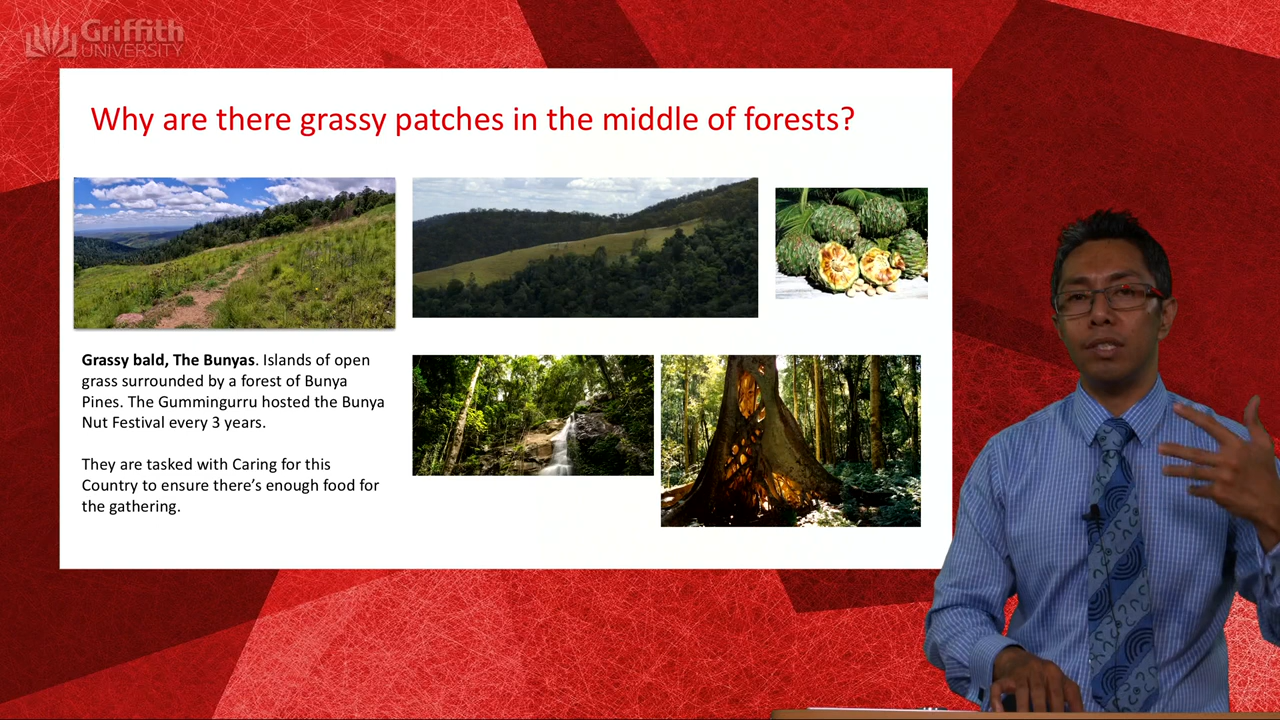 Griffith
UNIVERSITY
Why are there grassy patches in the middle of forests?
Grassy bald, The Bunyas. Islands of open
grass surrounded by a forest of Bunya
Pines. The Gummingurru hosted the Bunya
Nut Festival every 3 years.
They are tasked with Caring for this
Country to ensure there’s enough food for
the gathering.